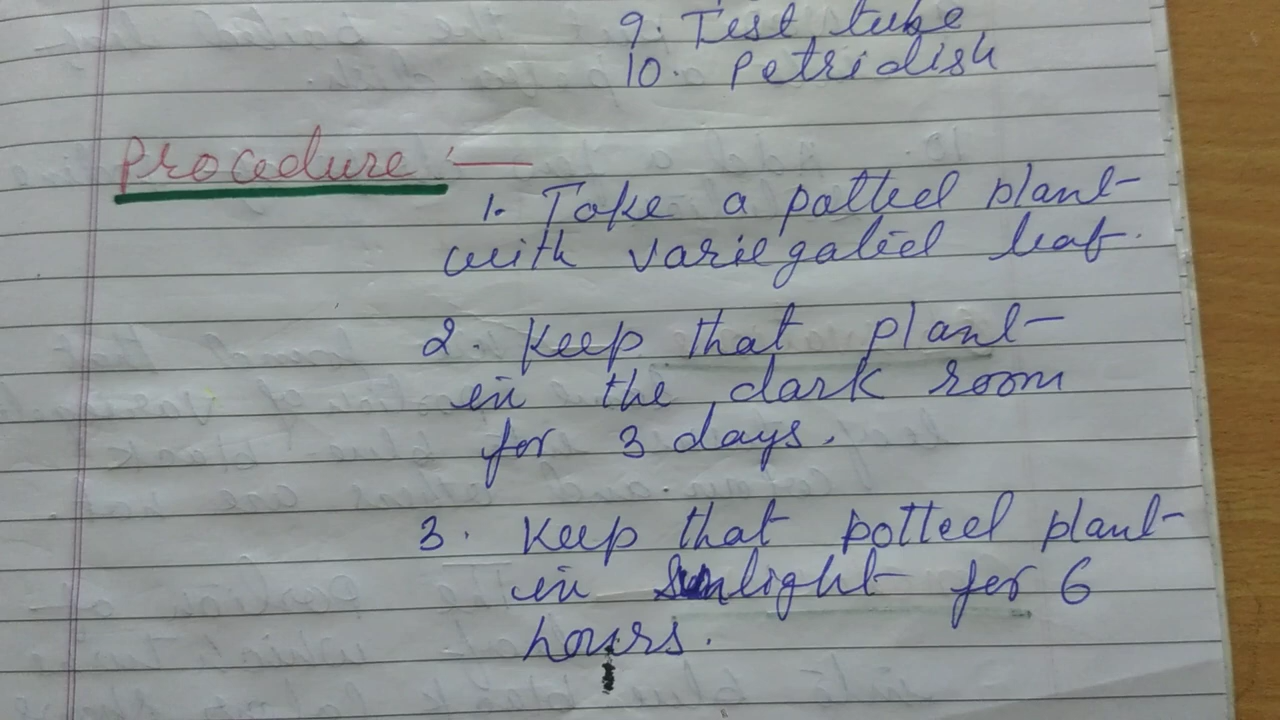 9. Test tube
10. Petridish
Procedure :—
1. Take a potted plant
with variegated leaf.
2. Keep that plant
in the dark room
for 3 days.
3. Keep that potted plant
in Sunlight for 6
hours.